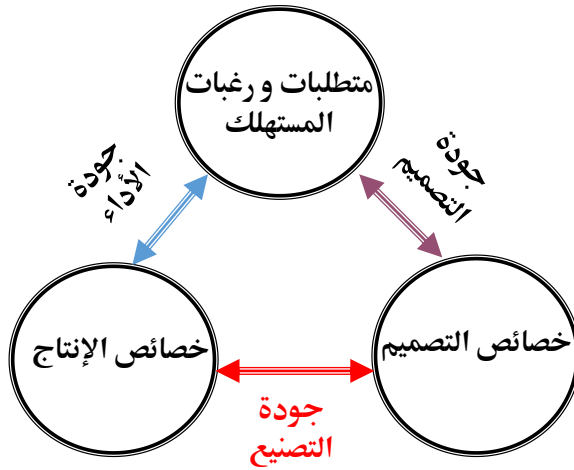 متطلبات و رغبات
المستهلك
جودة
التصميم
جودة
الأداء
خصائص التصميم
خصائص الإنتاج
جودة
التصنيع